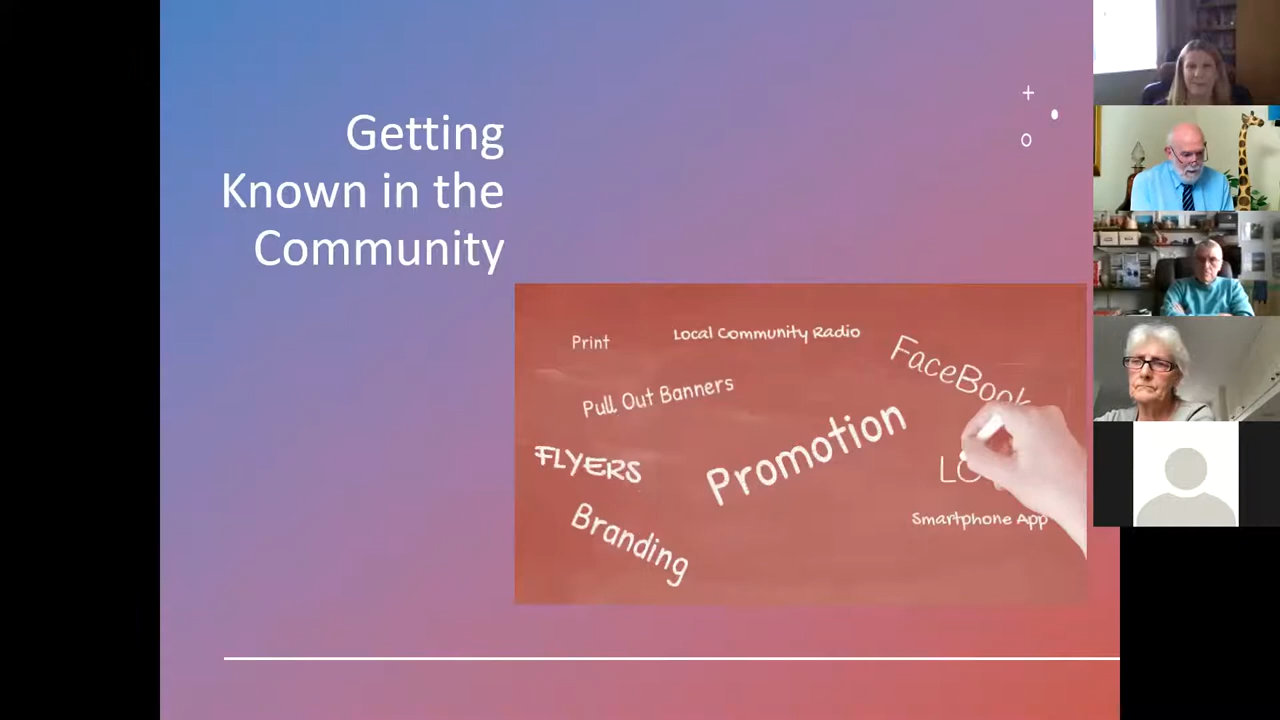 Getting
Known in the
Community
Print
Local Community Radio
FaceBook
Pull Out Banners
Promotion
FLYERS
Smartphone App
Branding